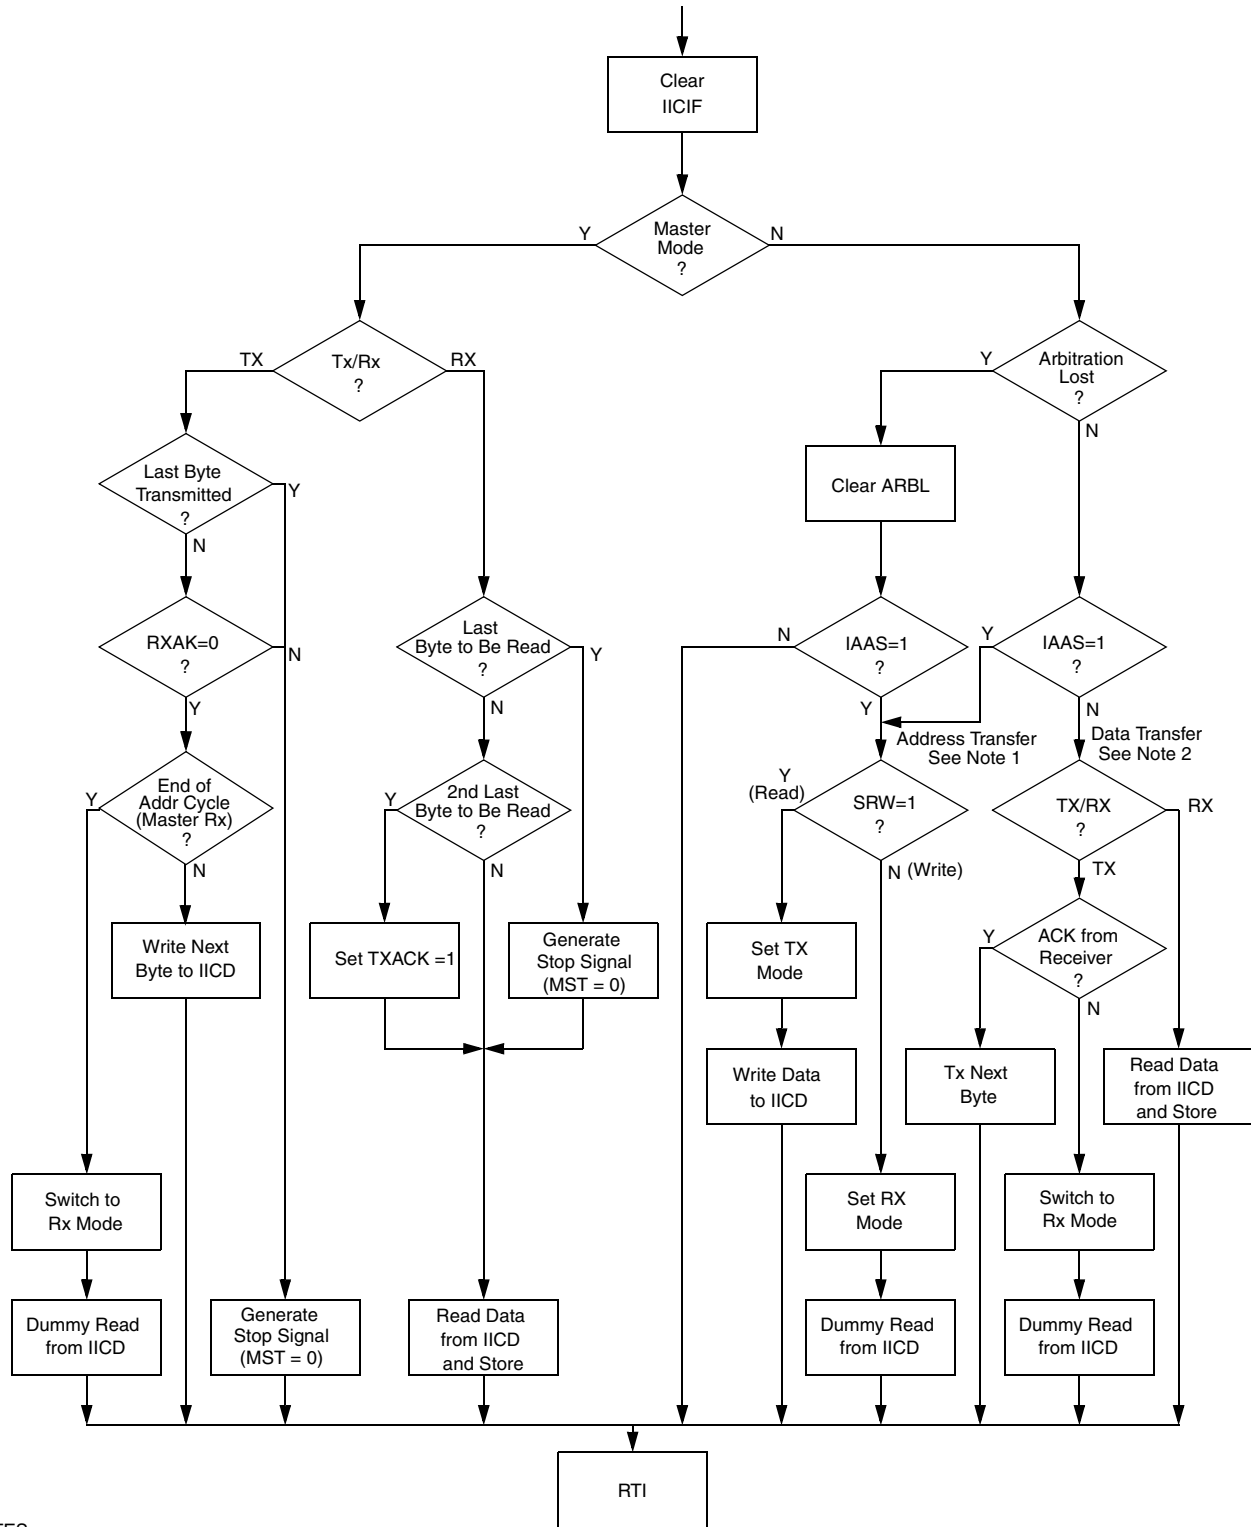 Clear
IICIF
Master
Mode
?
Y
N
Tx/Rx
?
TX
RX
Arbitration
Lost
?
Y
N
Last Byte
Transmitted
?
Y
N
Clear ARBL
RXAK=0
?
N
Y
Last
Byte to Be Read
?
Y
N
IAAS=1
?
N
Y
IAAS=1
?
Y
N
Address Transfer
See Note 1
Data Transfer
See Note 2
End of
Addr Cycle
(Master Rx)
?
Y
N
2nd Last
Byte to Be Read
?
Y
N
Y
(Read)
SRW=1
?
N (Write)
TX/RX
?
RX
TX
Write Next
Byte to IICD
Set TXACK =1
Generate
Stop Signal
(MST = 0)
Set TX
Mode
ACK from
Receiver
?
Y
N
Write Data
to IICD
Tx Next
Byte
Read Data
from IICD
and Store
Switch to
Rx Mode
Set RX
Mode
Switch to
Rx Mode
Dummy Read
from IICD
Generate
Stop Signal
(MST = 0)
Read Data
from IICD
and Store
Dummy Read
from IICD
Dummy Read
from IICD
RTI